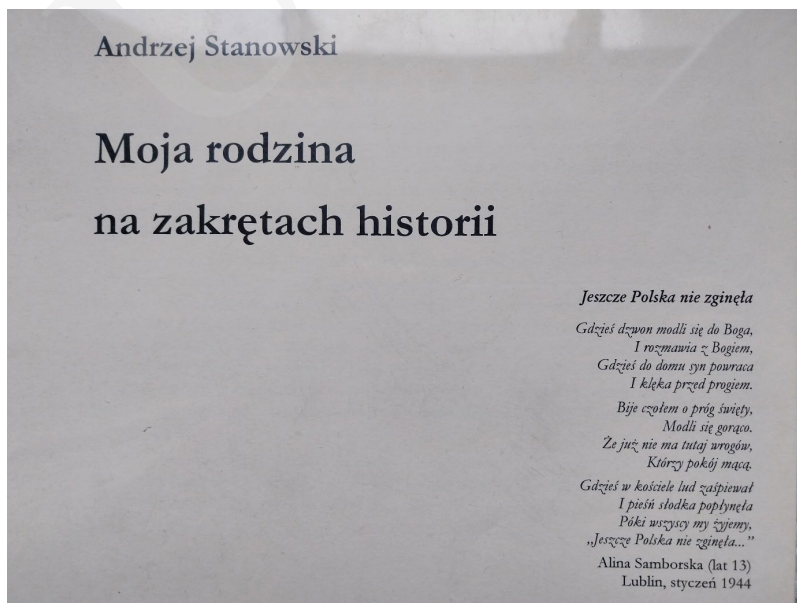 Andrzej Stanowski
Moja rodzina
na zakrętach historii
Jeszcze Polska nie zginęła
Gdzieś dzwon modli się do Boga,
I rozmawia z Bogiem,
Gdzieś do domu syn powraca
I klęka przed progiem.
Bije czołem o próg święty,
Modli się gorąco.
Że już nie ma tutaj wrogów,
Którzy pokój mącą.
Gdzieś w kościele lud zaśpiewał
I pieśń słodka popłynęła
Póki wszyscy my żyjemy,
„Jeszcze Polska nie zginęła...”
Alina Samborska (lat 13)
Lublin, styczeń 1944